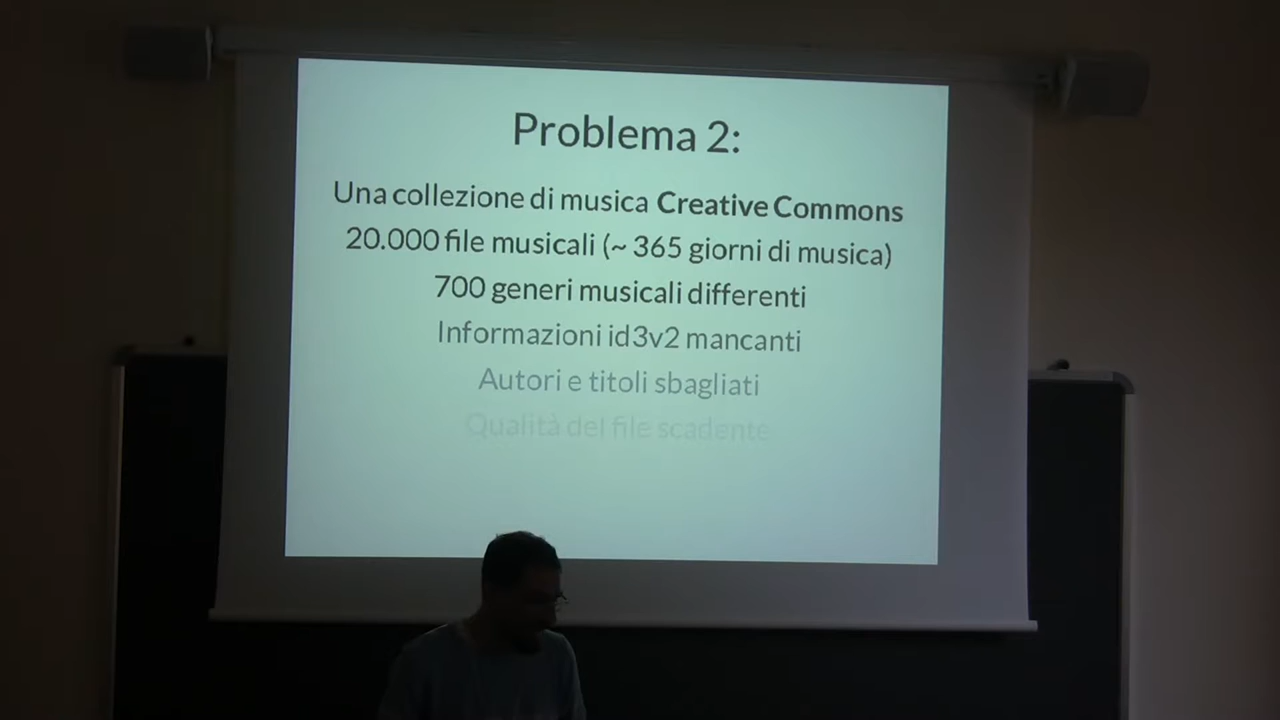 Problema 2:
Una collezione di musica Creative Commons
20.000 file musicali (~ 365 giorni di musica)
700 generi musicali differenti
Informazioni id3v2 mancanti
Autori e titoli sbagliati
Qualità del file scadente